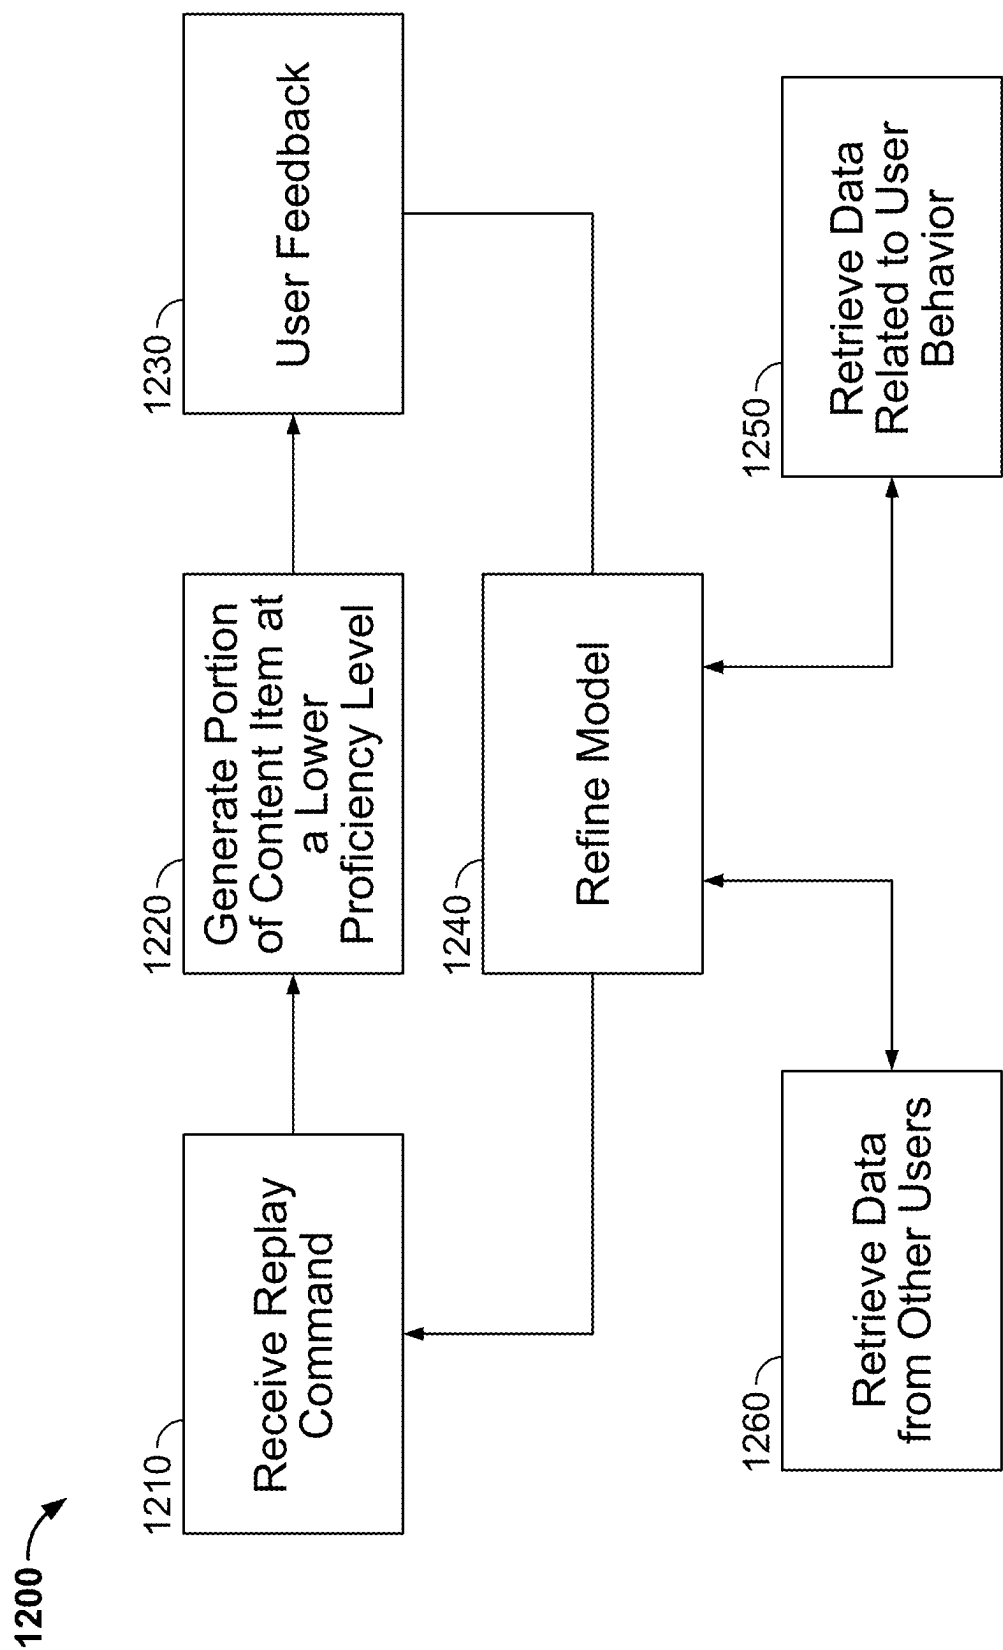 1200
1210
Receive Replay
Command
1220
Generate Portion
of Content Item at
a Lower
Proficiency Level
1230
User Feedback
1240
Refine Model
1260
Retrieve Data
from Other Users
1250
Retrieve Data
Related to User
Behavior